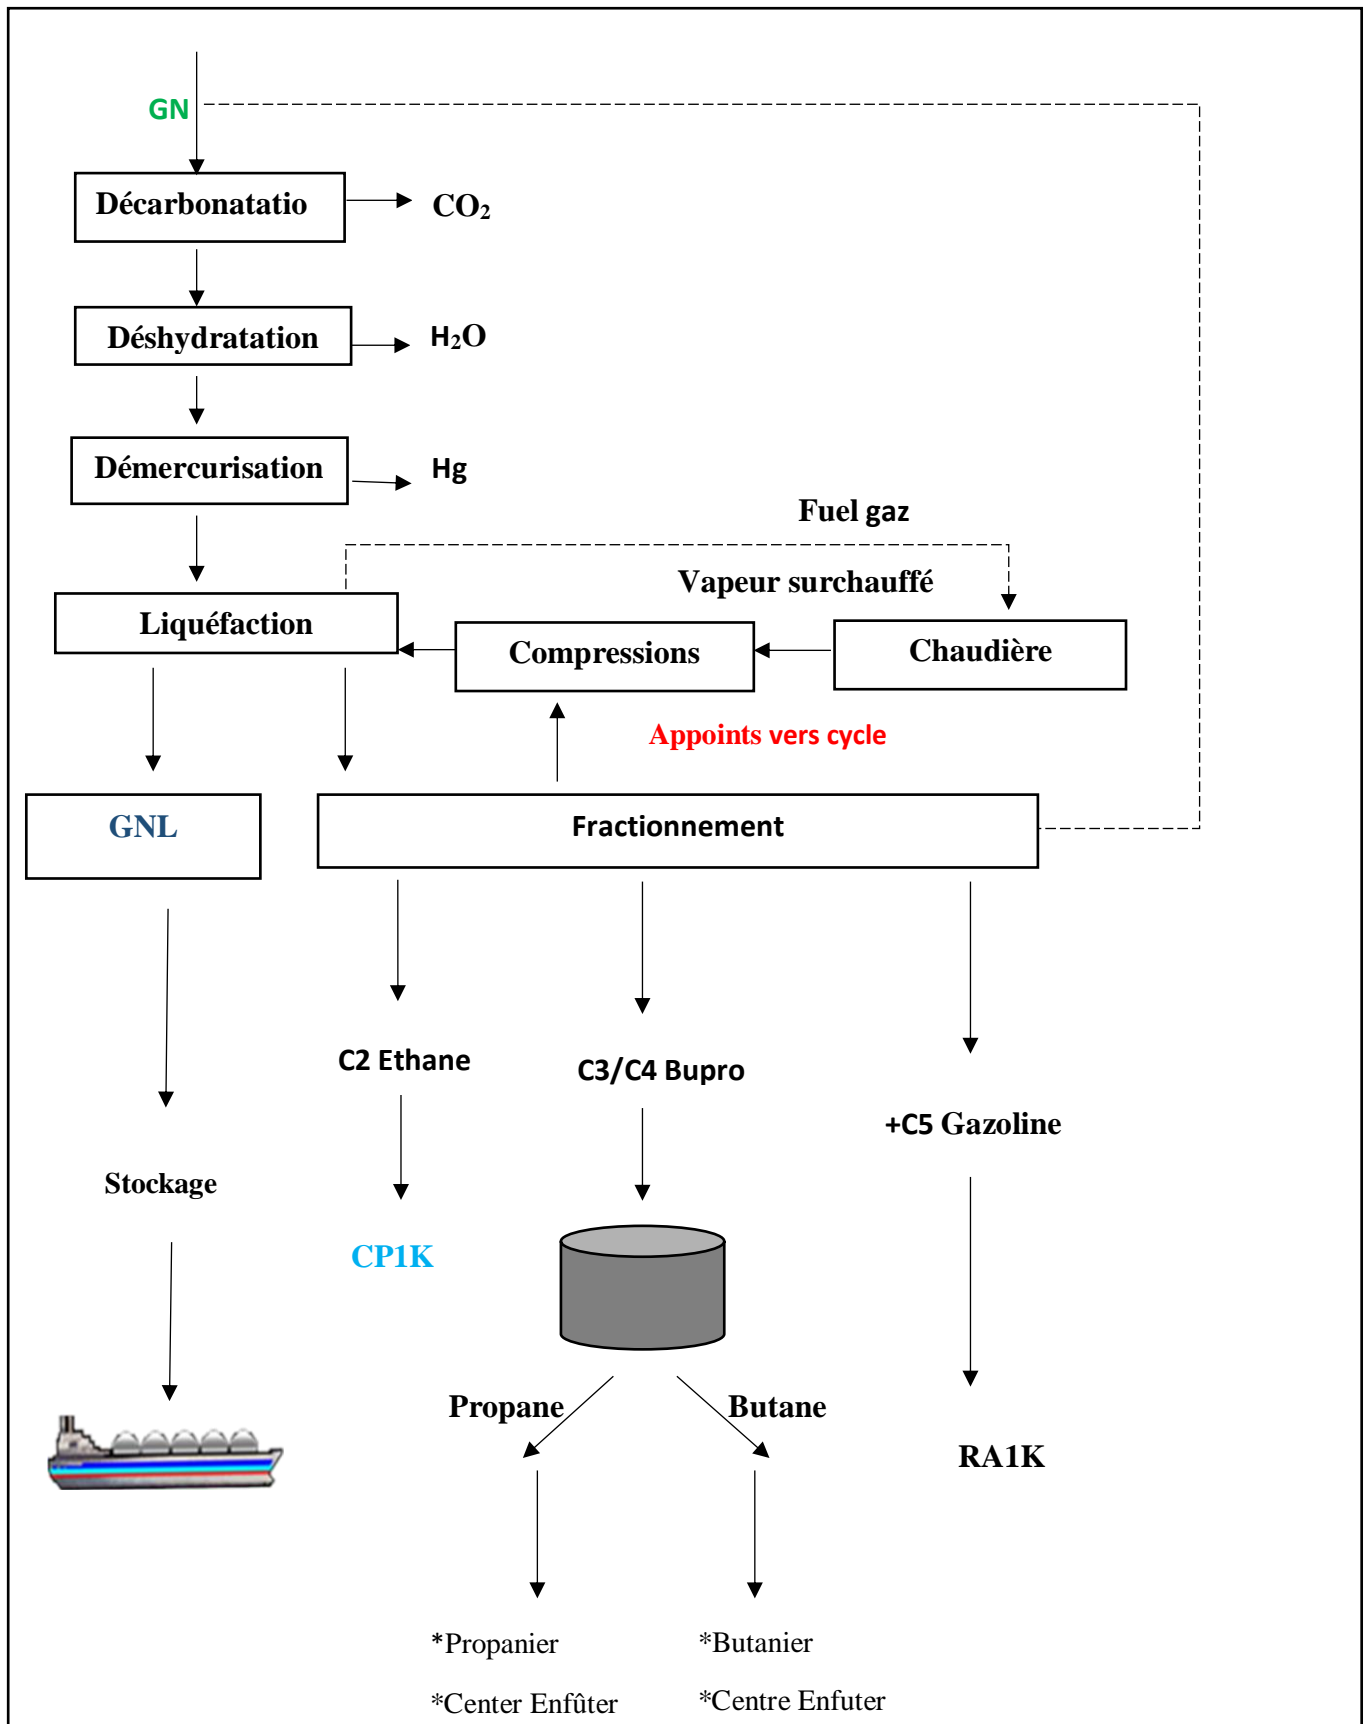 GN
Décarbonatatio
CO₂
Déshydratation
H₂O
Démercurisation
Hg
Fuel gaz
Vapeur surchauffé
Liquéfaction
Compressions
Chaudière
Appoints vers cycle
GNL
Fractionnement
C2 Ethane
C3/C4 Bupro
+C5 Gazoline
Stockage
CP1K
Propane
Butane
RA1K
*Propanier
*Butanier
*Center Enfûter
*Centre Enfuter